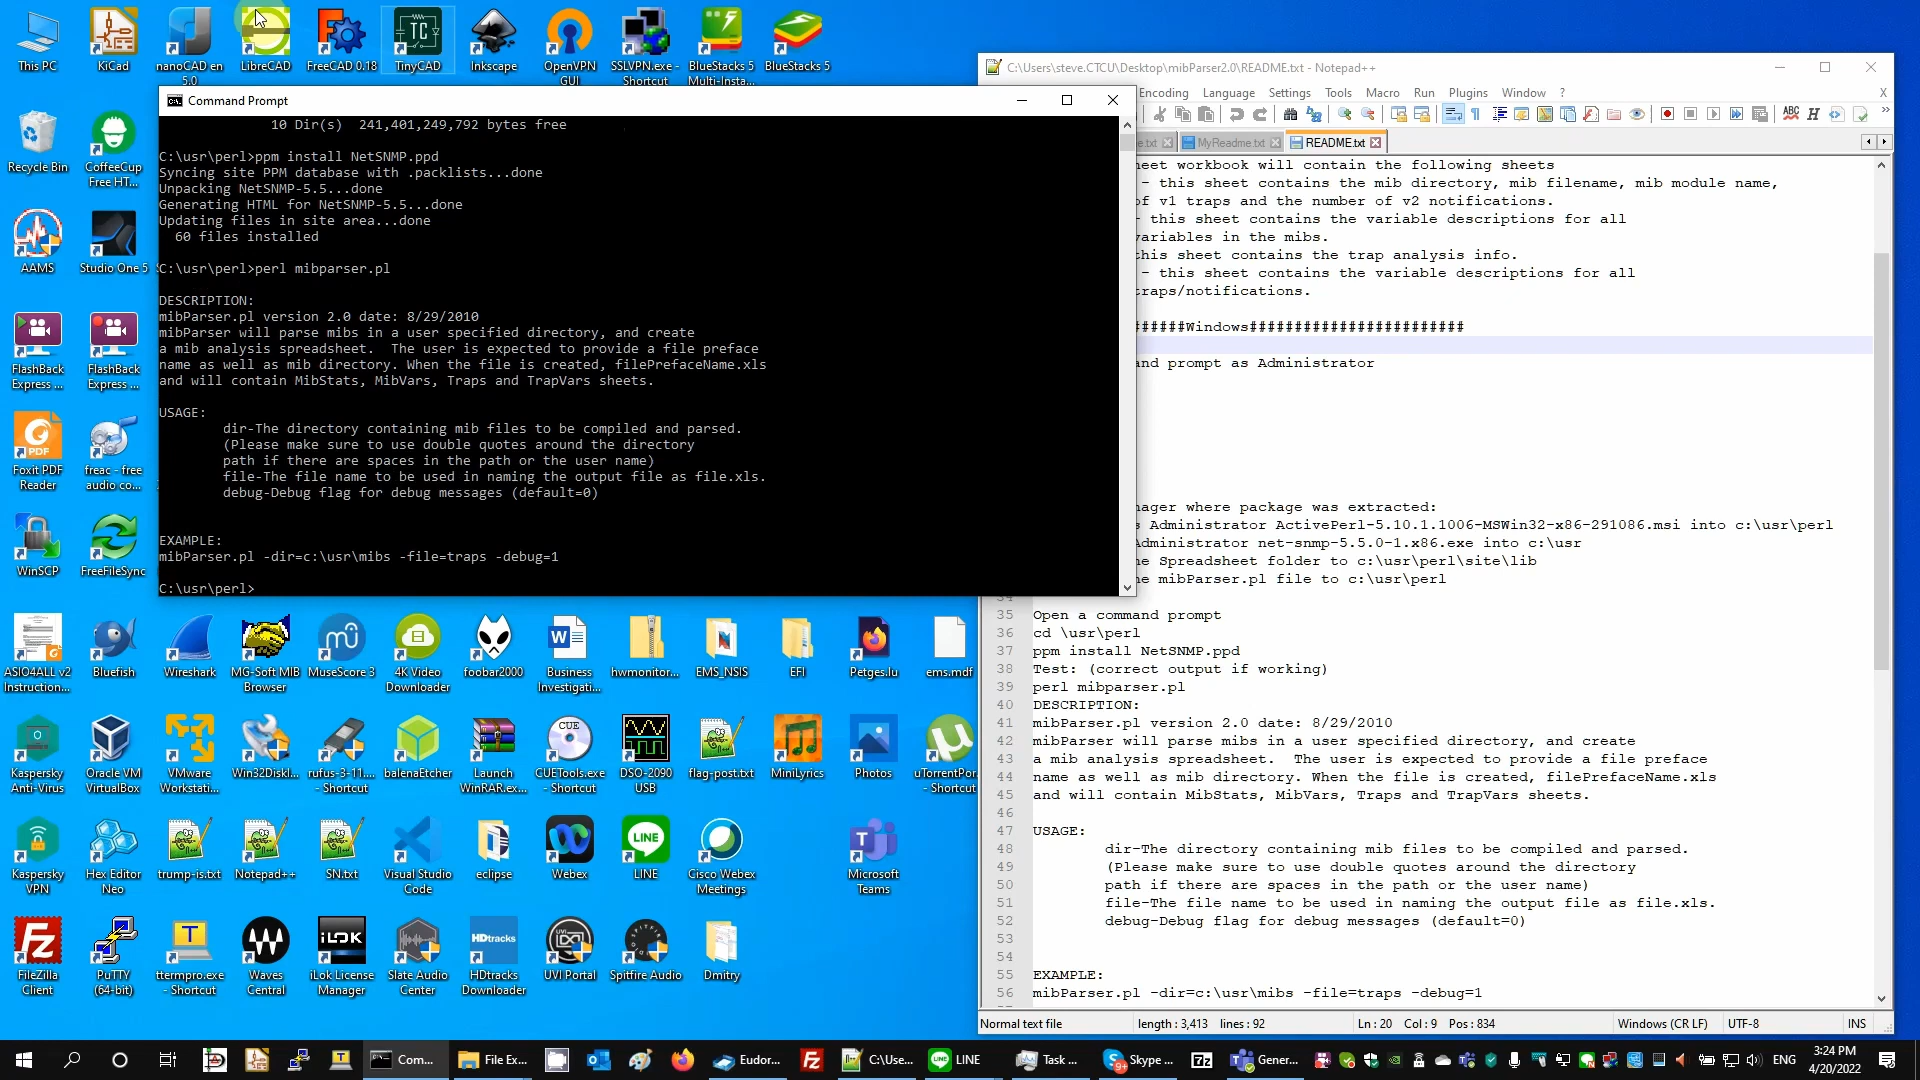 This PC
KiCad
nanoCAD en 5.0
LibreCAD
FreeCAD 0.18
TinyCAD
Inkscape
OpenVPN GUI
SSLVPN.exe - Shortcut
BlueStacks 5 Multi-Insta...
BlueStacks 5
Recycle Bin
CoffeeCup Free HT...
AAMS
Studio One 5
FlashBack Express ...
FlashBack Express ...
Foxit PDF Reader
freac - free audio co...
WinSCP
FreeFileSync
Command Prompt
10 Dir(s)  241,401,249,792 bytes free
C:\usr\perl>ppm install NetSNMP.ppd
Syncing site PPM database with .packlists...done
Unpacking NetSNMP-5.5...done
Generating HTML for NetSNMP-5.5...done
Updating files in site area...done
60 files installed
C:\usr\perl>perl mibparser.pl
DESCRIPTION:
mibParser.pl version 2.0 date: 8/29/2010
mibParser will parse mibs in a user specified directory, and create
a mib analysis spreadsheet.  The user is expected to provide a file preface
name as well as mib directory. When the file is created, filePrefaceName.xls
and will contain MibStats, MibVars, Traps and TrapVars sheets.
USAGE:
dir-The directory containing mib files to be compiled and parsed.
(Please make sure to use double quotes around the directory
path if there are spaces in the path or the user name)
file-The file name to be used in naming the output file as file.xls.
debug-Debug flag for debug messages (default=0)
EXAMPLE:
mibParser.pl -dir=c:\usr\mibs -file=traps -debug=1
C:\usr\perl>
C:\Users\steve.CTCU\Desktop\mibParser2.0\README.txt - Notepad++
Encoding Language Settings Tools Macro Run Plugins Window ? X
e.txt MyReadme.txt README.txt
eet workbook will contain the following sheets
- this sheet contains the mib directory, mib filename, mib module name,
of v1 traps and the number of v2 notifications.
- this sheet contains the variable descriptions for all
variables in the mibs.
this sheet contains the trap analysis info.
- this sheet contains the variable descriptions for all
traps/notifications.
######Windows########################
and prompt as Administrator
nager where package was extracted:
s Administrator ActivePerl-5.10.1.1006-MSWin32-x86-291086.msi into c:\usr\perl
Administrator net-snmp-5.5.0-1.x86.exe into c:\usr
ne Spreadsheet folder to c:\usr\perl\site\lib
ne mibParser.pl file to c:\usr\perl
34
35 Open a command prompt
36 cd \usr\perl
37 ppm install NetSNMP.ppd
38 Test: (correct output if working)
39 perl mibparser.pl
40 DESCRIPTION:
41 mibParser.pl version 2.0 date: 8/29/2010
42 mibParser will parse mibs in a user specified directory, and create
43 a mib analysis spreadsheet.  The user is expected to provide a file preface
44 name as well as mib directory. When the file is created, filePrefaceName.xls
45 and will contain MibStats, MibVars, Traps and TrapVars sheets.
46
47 USAGE:
48 dir-The directory containing mib files to be compiled and parsed.
49 (Please make sure to use double quotes around the directory
50 path if there are spaces in the path or the user name)
51 file-The file name to be used in naming the output file as file.xls.
52 debug-Debug flag for debug messages (default=0)
53
54
55 EXAMPLE:
56 mibParser.pl -dir=c:\usr\mibs -file=traps -debug=1
Normal text file length : 3,413 lines : 92 Ln : 20 Col : 9 Pos : 834 Windows (CR LF) UTF-8 INS
ASIO4ALL v2 Instruction...
Bluefish
Wireshark
MG-Soft MIB Browser
MuseScore 3
4K Video Downloader
foobar2000
Business Investigati...
hwmonitor...
EMS_NSIS
EFI
Petges.lu
ems.mdf
Kaspersky Anti-Virus
Oracle VM VirtualBox
VMware Workstati...
Win32DiskI...
rufus-3-11.... - Shortcut
balenaEtcher
Launch WinRAR.ex...
CUETools.exe - Shortcut
DSO-2090 USB
flag-post.txt
MiniLyrics
Photos
uTorrentPor... - Shortcut
Kaspersky VPN
Hex Editor Neo
trump-is.txt
Notepad++
SN.txt
Visual Studio Code
eclipse
Webex
LINE
Cisco Webex Meetings
Microsoft Teams
FileZilla Client
PuTTY (64-bit)
ttermpro.exe - Shortcut
Waves Central
iLok License Manager
Slate Audio Center
HDtracks Downloader
UVI Portal
Spitfire Audio
Dmitry
Com...
File Ex...
Eudor...
C:\Use...
LINE
Task ...
Skype ...
Gener...
ENG
3:24 PM
4/20/2022